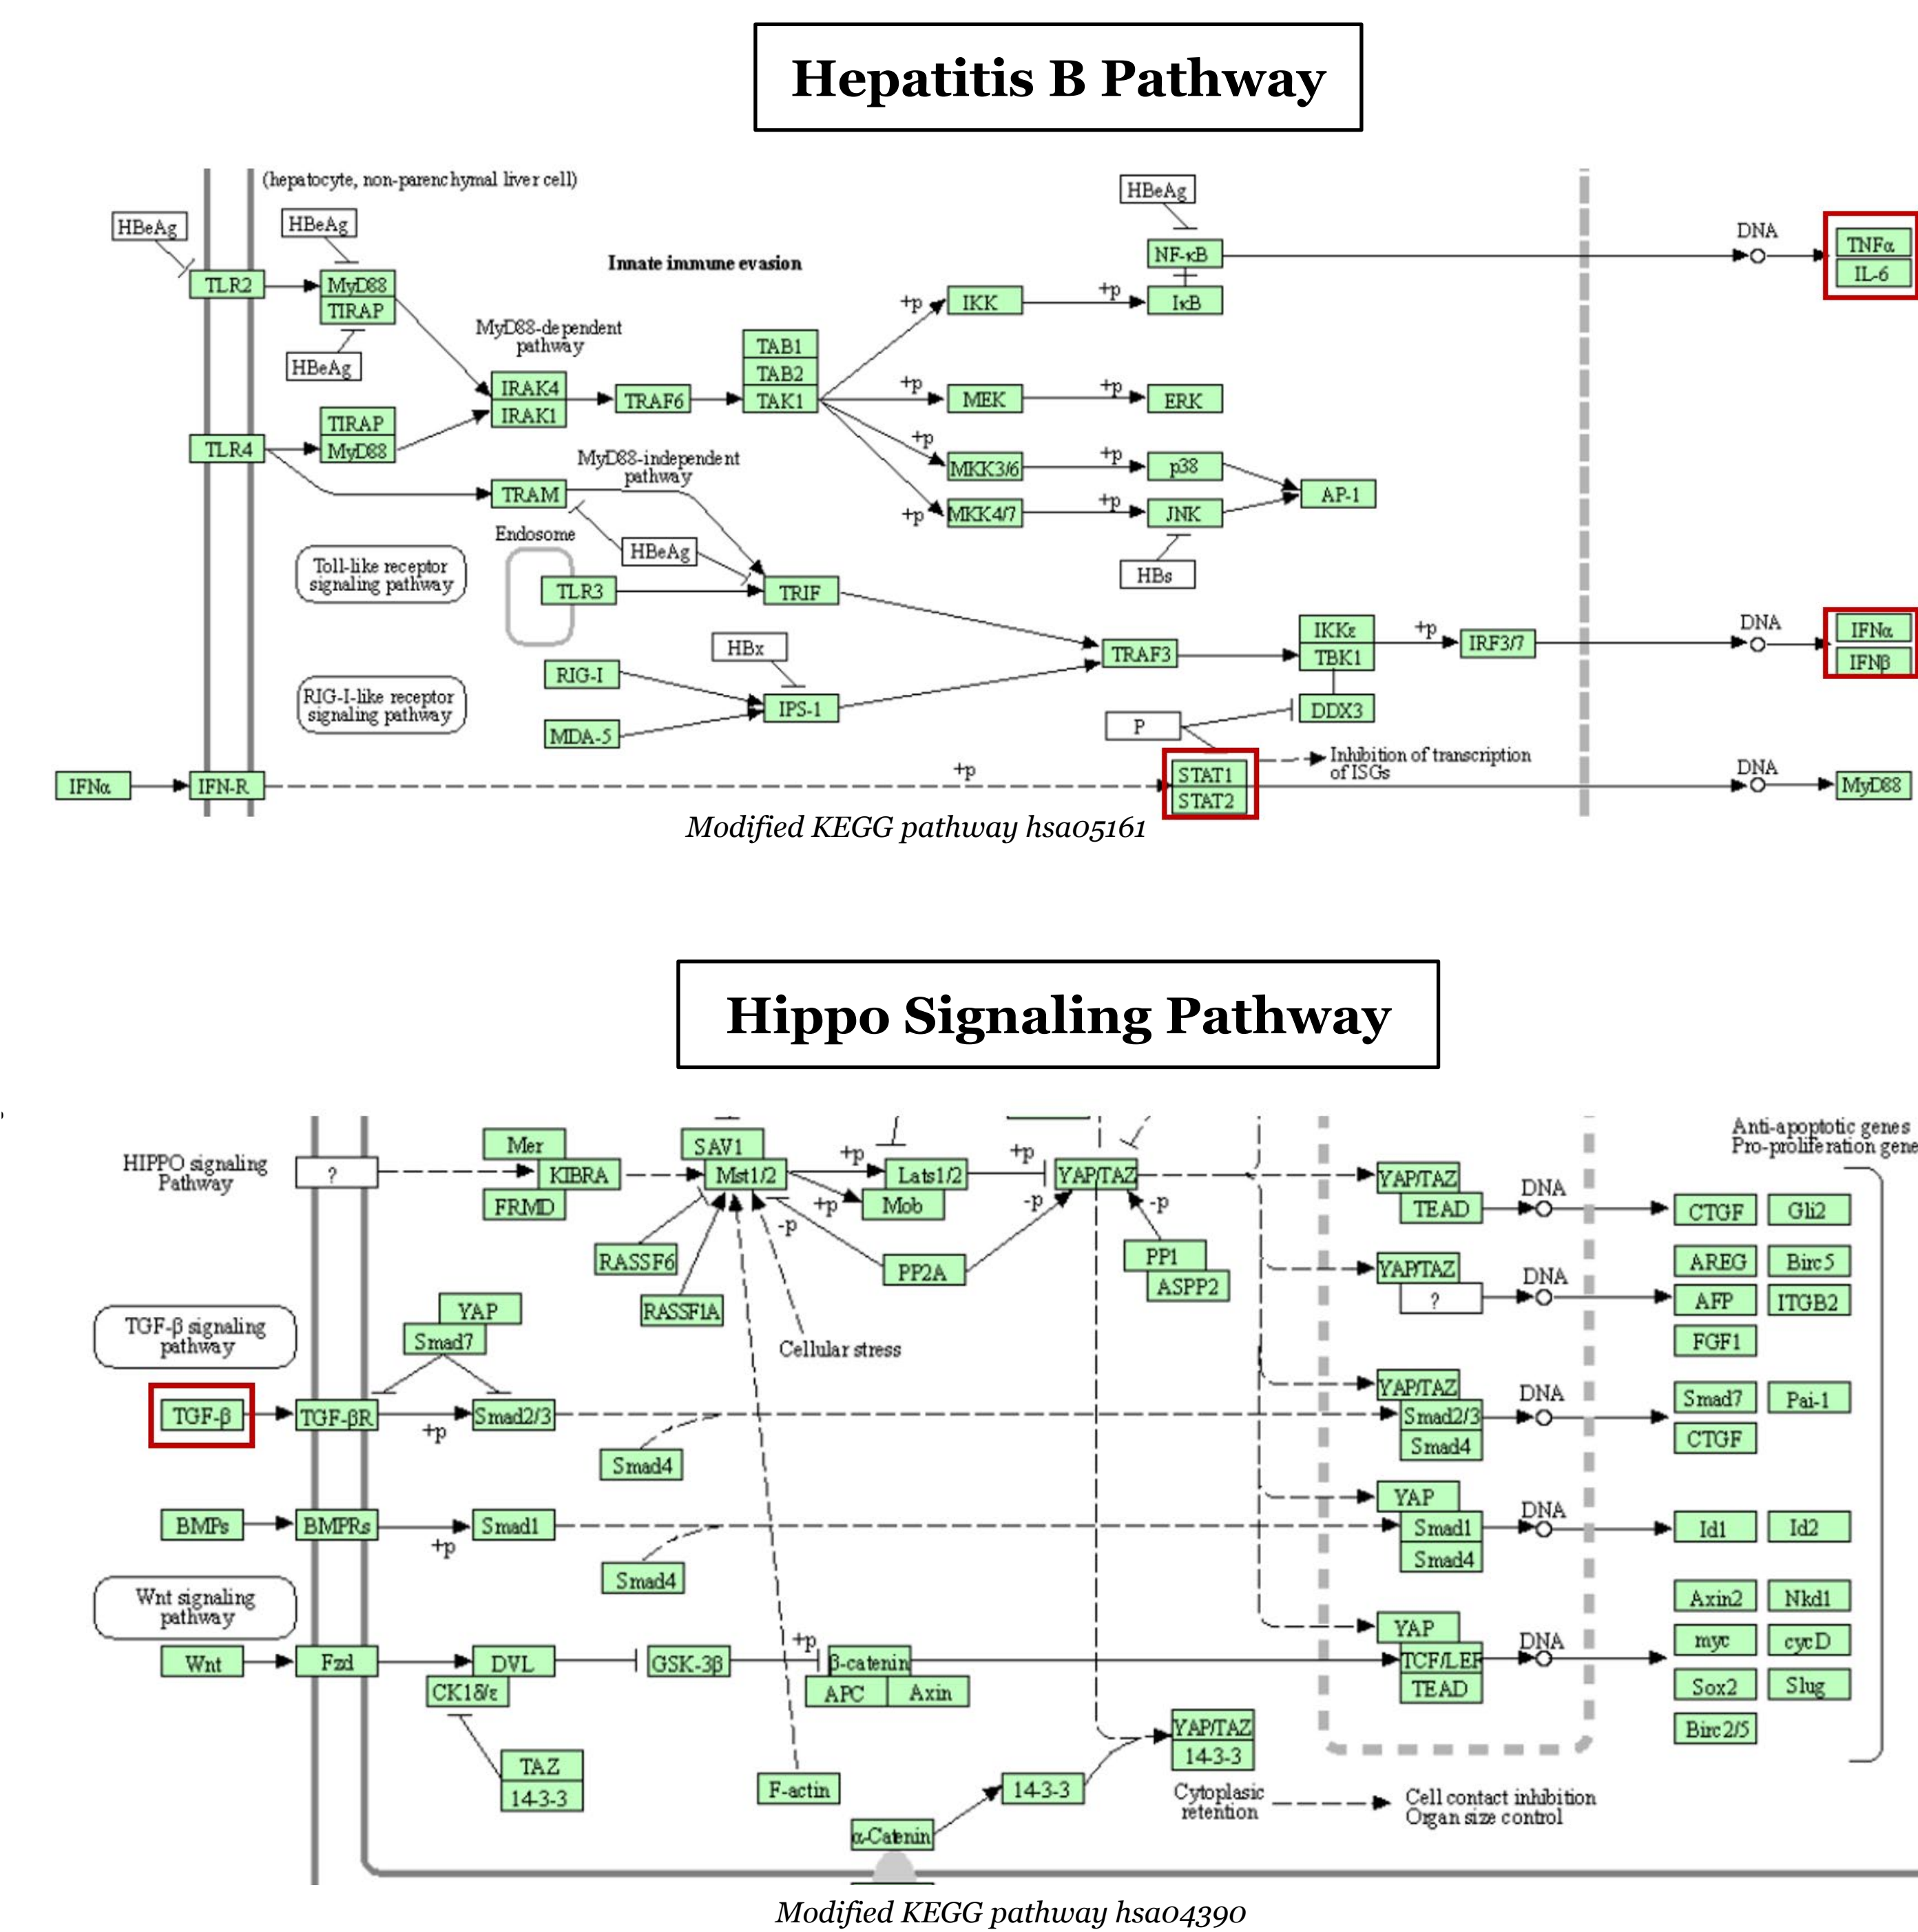 Hepatitis B Pathway
(hepatocyte, non-parenchymal liver cell)
HBeAg
HBeAg
HBeAg
TLR2
MyD88
TIRAP
HBeAg
Innate immune evasion
NF-κB
DNA
TNFα
IL-6
MyD88-dependent
pathway
TAB1
TAB2
TAK1
+p
IKK
+p
IκB
IRAK4
IRAK1
TRAF6
+p
MEK
+p
ERK
TLR4
TIRAP
MyD88
MyD88-independent
pathway
+p
MKK3/6
+p
p38
AP-1
TRAM
+p
MKK4/7
+p
JNK
HBs
Endosome
HBeAg
Toll-like receptor
signaling pathway
TLR3
TRIF
HBx
TRAF3
IKKε
TBK1
+p
IRF3/7
DNA
IFNα
IFNβ
RIG-I
RIG-I-like receptor
signaling pathway
IPS-1
MDA-5
P
DDX3
Inhibition of transcription
of ISGs
IFNα
IFN-R
+p
STAT1
STAT2
DNA
MyD88
Modified KEGG pathway hsa05161
Hippo Signaling Pathway
Anti-apoptotic genes
Pro-proliferation gene
HIPPO signaling
Pathway
?
Mer
KIBRA
FRMD
SAV1
Mst1/2
+p
+p
Lats1/2
Mob
+p
YAP/TAZ
-p
-p
-p
YAP/TAZ
TEAD
DNA
CTGF
Gli2
RASSF6
RASSF1A
PP2A
PP1
ASPP2
YAP/TAZ
?
DNA
AREG
Birc5
AFP
ITGB2
FGF1
Cellular stress
TGF-β signaling
pathway
YAP
Smad7
TGF-β
TGF-βR
+p
Smad2/3
Smad4
YAP/TAZ
Smad2/3
Smad4
DNA
Smad7
Pai-1
CTGF
BMPs
BMPRs
+p
Smad1
Smad4
YAP
Smad1
Smad4
DNA
Id1
Id2
Wnt signaling
pathway
Wnt
Fzd
DVL
CK1δ/ε
GSK-3β
+p
β-catenin
APC
Axin
YAP
TCF/LEF
TEAD
DNA
Axin2
Nkd1
myc
cycD
Sox2
Slug
Birc2/5
TAZ
14-3-3
F-actin
14-3-3
YAP/TAZ
14-3-3
Cytoplasic
retention
Cell contact inhibition
Organ size control
α-Catenin
Modified KEGG pathway hsa04390